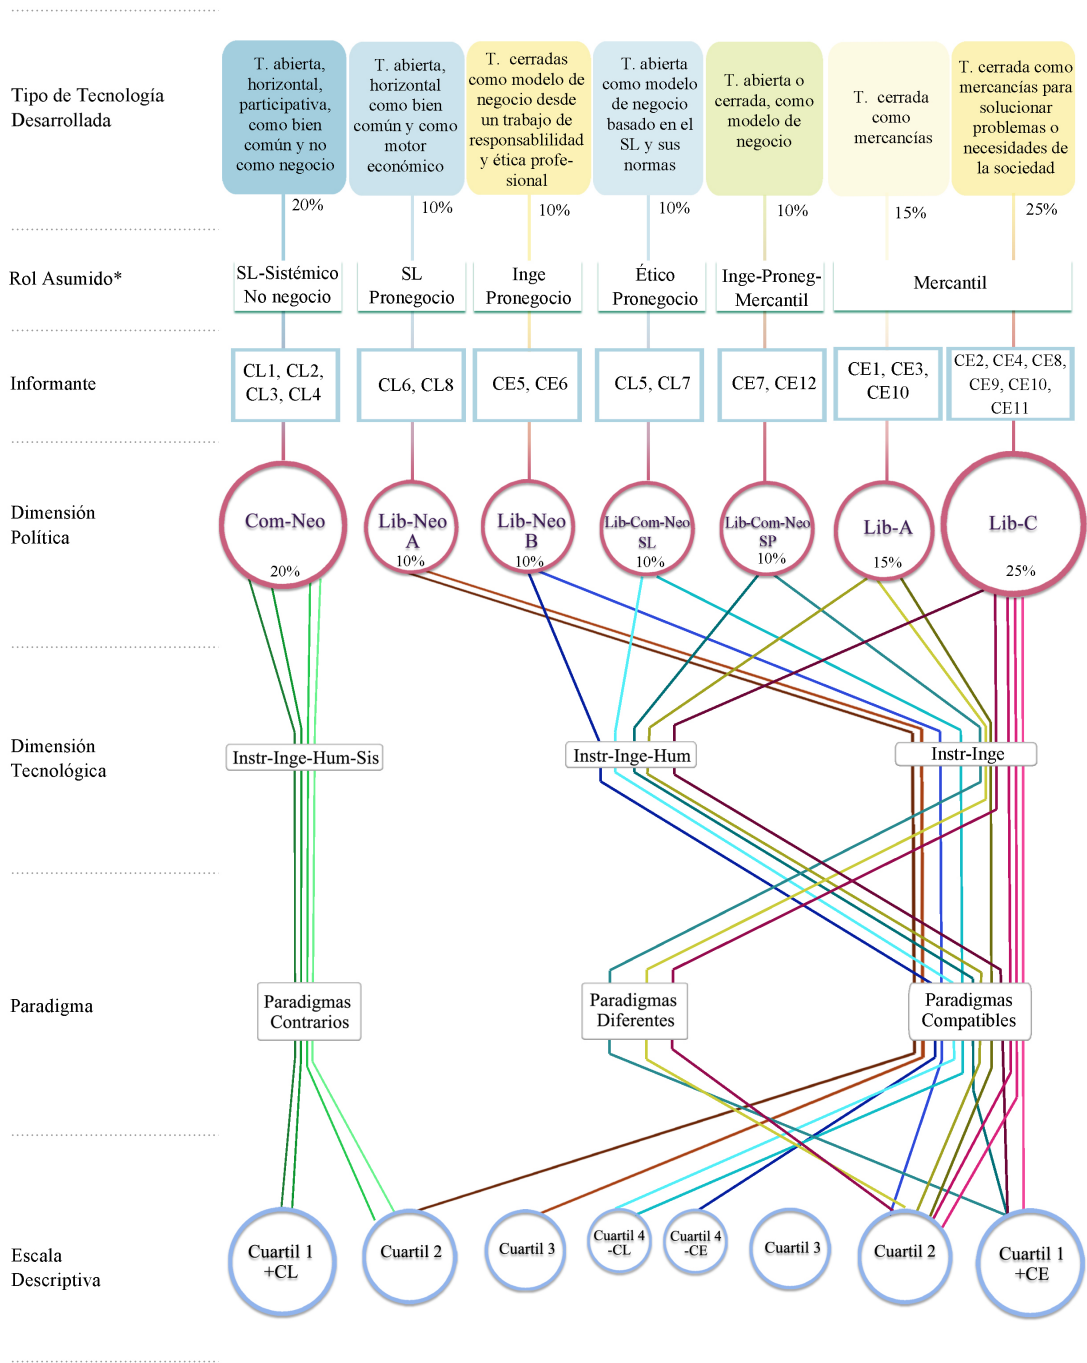 Tipo de Tecnología
Desarrollada
T. abierta,
horizontal,
participativa,
como bien
común y no
como negocio
T. abierta,
horizontal
como bien
común y como
motor
económico
T. cerradas
como modelo de
negocio desde
un trabajo de
responsablilidad
y ética profe-
sional
T. abierta
como modelo
de negocio
basado en el
SL y sus
normas
T. abierta o
cerrada, como
modelo de
negocio
T. cerrada
como
mercancías
T. cerrada como
mercancías para
solucionar
problemas o
necesidades de
la sociedad
20%
10%
10%
10%
10%
15%
25%
Rol Asumido*
SL-Sistémico
No negocio
SL
Pronegocio
Inge
Pronegocio
Ético
Pronegocio
Inge-Proneg-
Mercantil
Mercantil
Informante
CL1, CL2,
CL3, CL4
CL6, CL8
CE5, CE6
CL5, CL7
CE7, CE12
CE1, CE3,
CE10
CE2, CE4, CE8,
CE9, CE10,
CE11
Dimensión
Política
Com-Neo
20%
Lib-Neo
A
10%
Lib-Neo
B
10%
Lib-Com-Neo
SL
10%
Lib-Com-Neo
SP
10%
Lib-A
15%
Lib-C
25%
Dimensión
Tecnológica
Instr-Inge-Hum-Sis
Instr-Inge-Hum
Instr-Inge
Paradigma
Paradigmas
Contrarios
Paradigmas
Diferentes
Paradigmas
Compatibles
Escala
Descriptiva
Cuartil 1
+CL
Cuartil 2
Cuartil 3
Cuartil 4
-CL
Cuartil 4
-CE
Cuartil 3
Cuartil 2
Cuartil 1
+CE